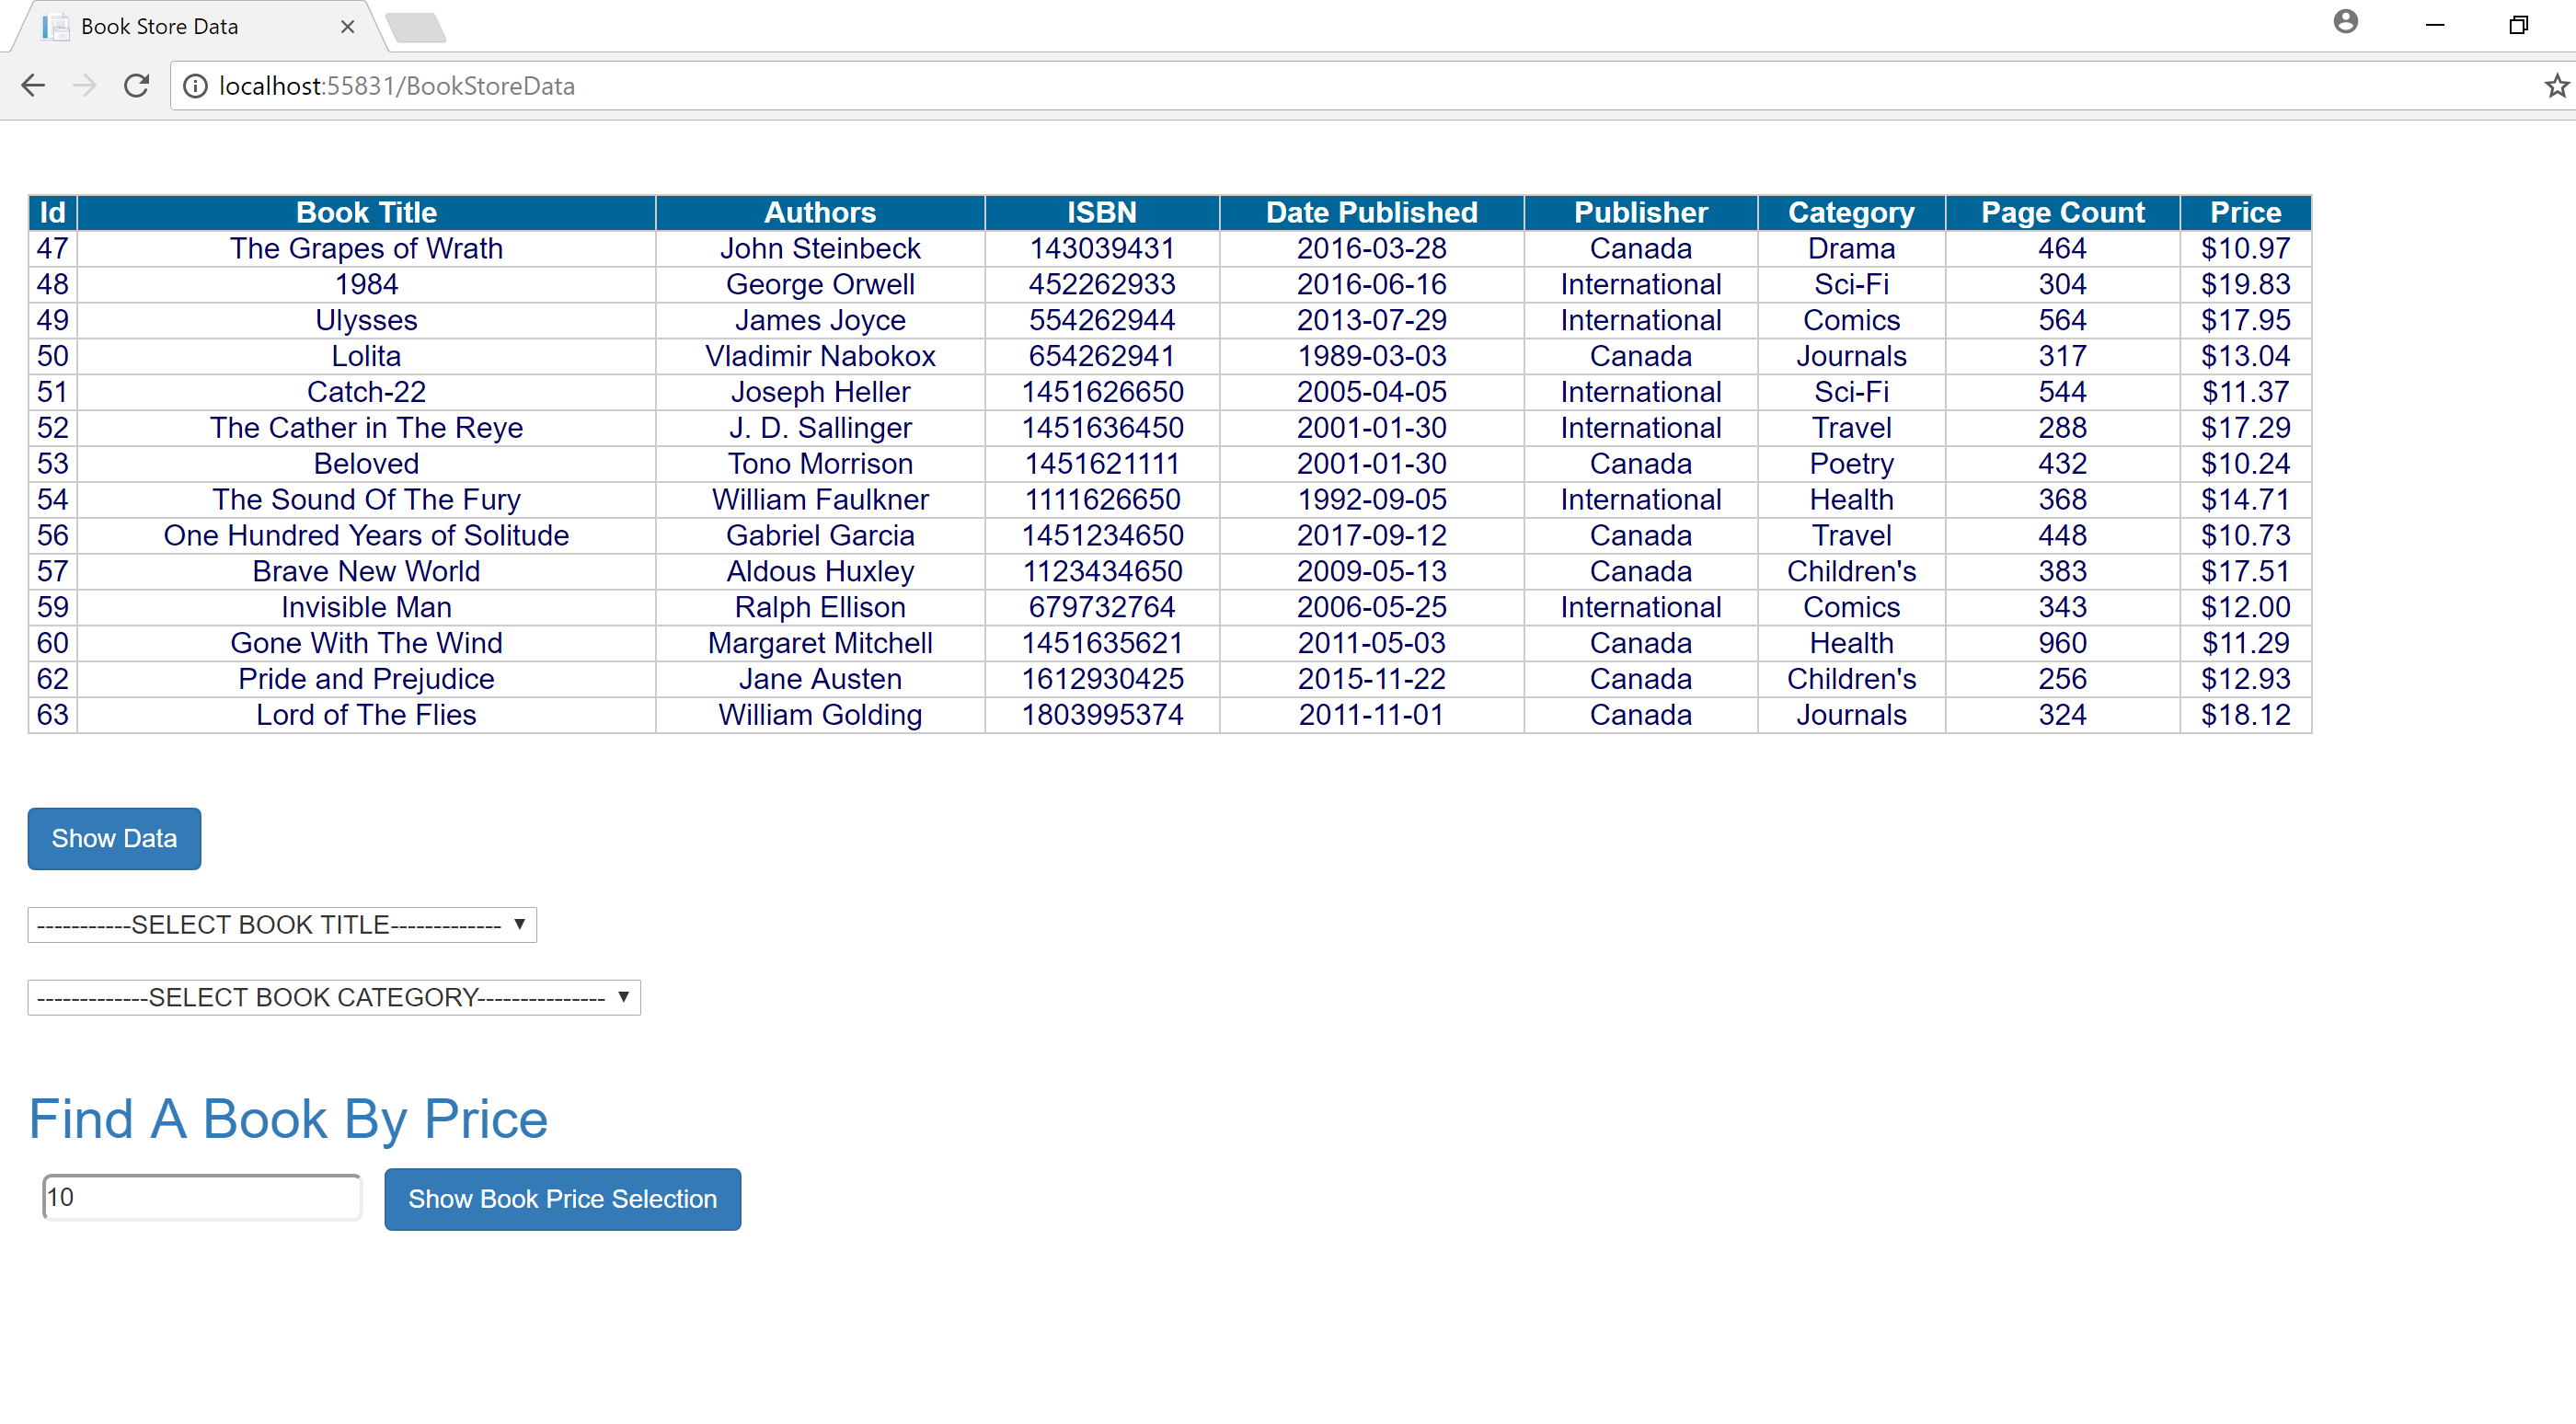 Book Store Data
localhost:55831/BookStoreData
Id Book Title Authors ISBN Date Published Publisher Category Page Count Price
47 The Grapes of Wrath John Steinbeck 143039431 2016-03-28 Canada Drama 464 $10.97
48 1984 George Orwell 452262933 2016-06-16 International Sci-Fi 304 $19.83
49 Ulysses James Joyce 554262944 2013-07-29 International Comics 564 $17.95
50 Lolita Vladimir Nabokox 654262941 1989-03-03 Canada Journals 317 $13.04
51 Catch-22 Joseph Heller 1451626650 2005-04-05 International Sci-Fi 544 $11.37
52 The Cather in The Reye J. D. Sallinger 1451636450 2001-01-30 International Travel 288 $17.29
53 Beloved Tono Morrison 1451621111 2001-01-30 Canada Poetry 432 $10.24
54 The Sound Of The Fury William Faulkner 1111626650 1992-09-05 International Health 368 $14.71
56 One Hundred Years of Solitude Gabriel Garcia 1451234650 2017-09-12 Canada Travel 448 $10.73
57 Brave New World Aldous Huxley 1123434650 2009-05-13 Canada Children's 383 $17.51
59 Invisible Man Ralph Ellison 679732764 2006-05-25 International Comics 343 $12.00
60 Gone With The Wind Margaret Mitchell 1451635621 2011-05-03 Canada Health 960 $11.29
62 Pride and Prejudice Jane Austen 1612930425 2015-11-22 Canada Children's 256 $12.93
63 Lord of The Flies William Golding 1803995374 2011-11-01 Canada Journals 324 $18.12
Show Data
-----------SELECT BOOK TITLE-------------
-------------SELECT BOOK CATEGORY---------------
Find A Book By Price
10 Show Book Price Selection